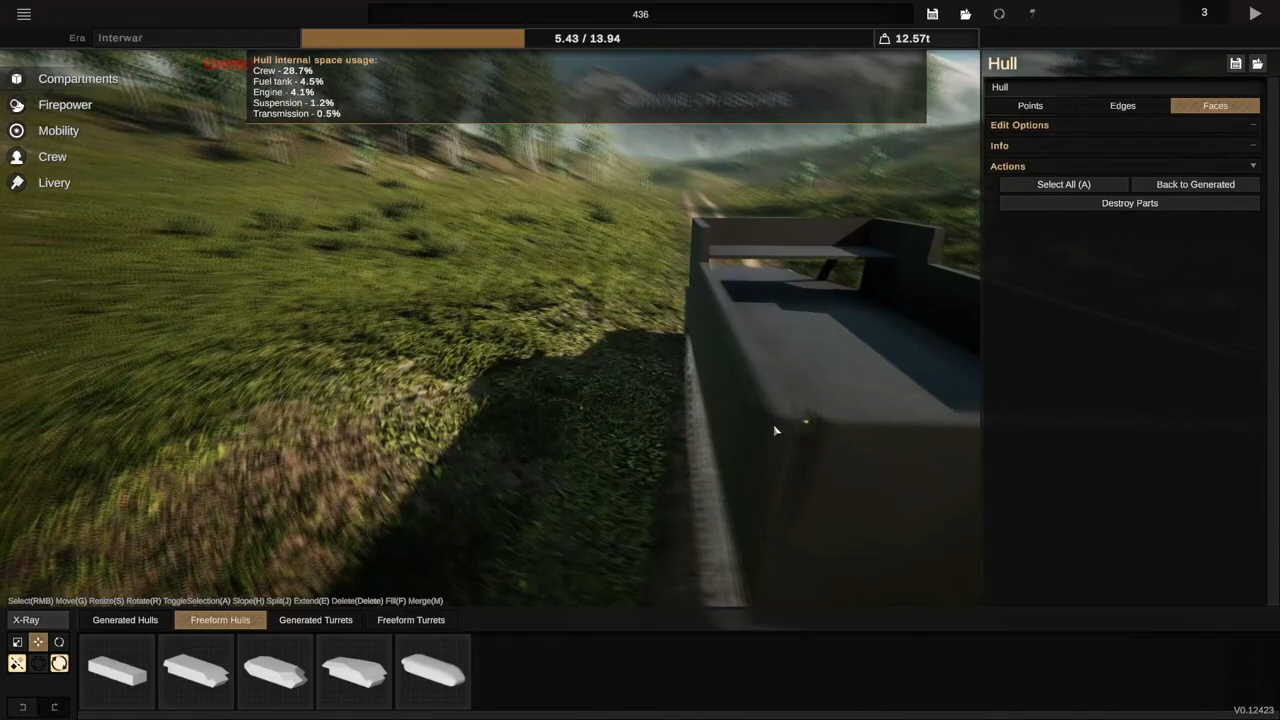 436
3
Era Interwar
5.43 / 13.94
12.57t
Hull internal space usage:
Crew - 28.7%
Fuel tank - 4.5%
Engine - 4.1%
Suspension - 1.2%
Transmission - 0.5%
Compartments
Firepower
Mobility
Crew
Livery
Hull
Hull
Points Edges Faces
Edit Options
Info
Actions
Select All (A) Back to Generated
Destroy Parts
Select(RMB) Move(G) Resize(S) Rotate(R) ToggleSelection(A) Slope(H) Split(J) Extend(E) Delete(Delete) Fill(F) Merge(M)
X-Ray
Generated Hulls Freeform Hulls Generated Turrets Freeform Turrets
V0.12423